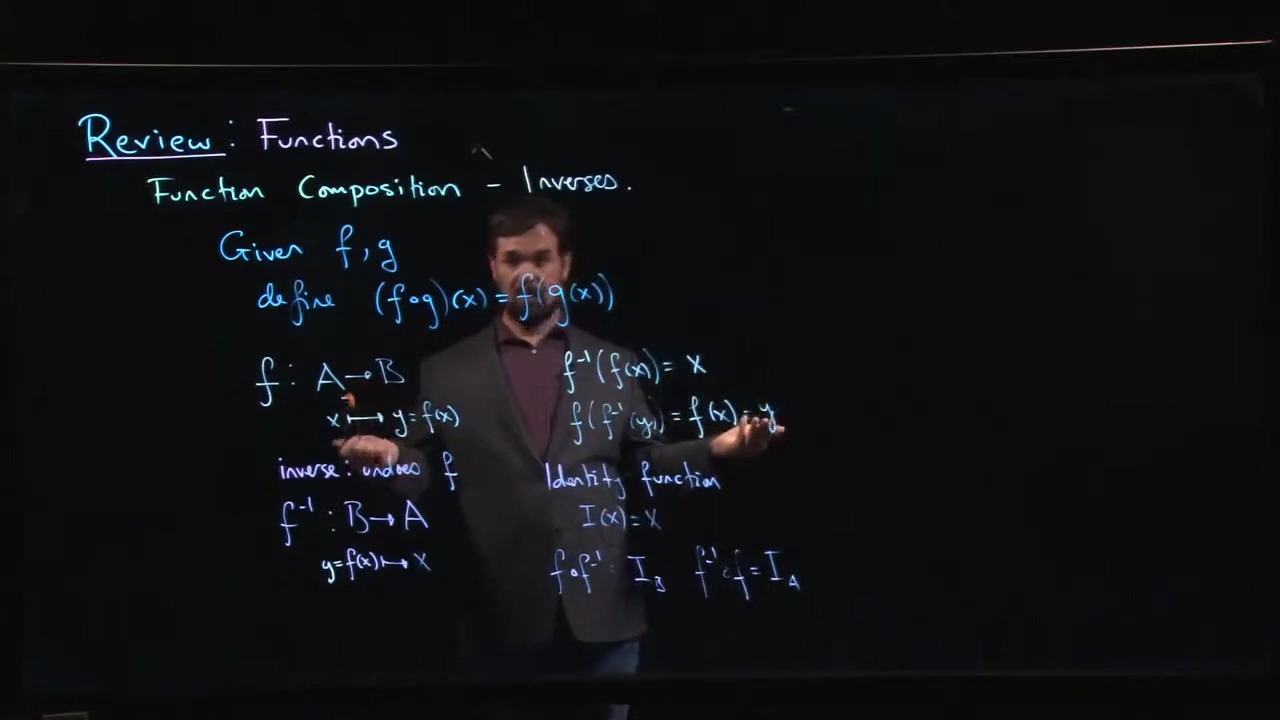 Review: Functions
Function Composition - Inverses.
Given f, g
define (f∘g)(x) = f(g(x))
f: A → B
x ↦ y = f(x)
inverse: undoes f
f⁻¹: B → A
y = f(x) ↦ x
f⁻¹(f(x)) = x
f(f⁻¹(y)) = f(x) = y
Identity function
I(x) = x
f∘f⁻¹ = I_B f⁻¹∘f = I_A